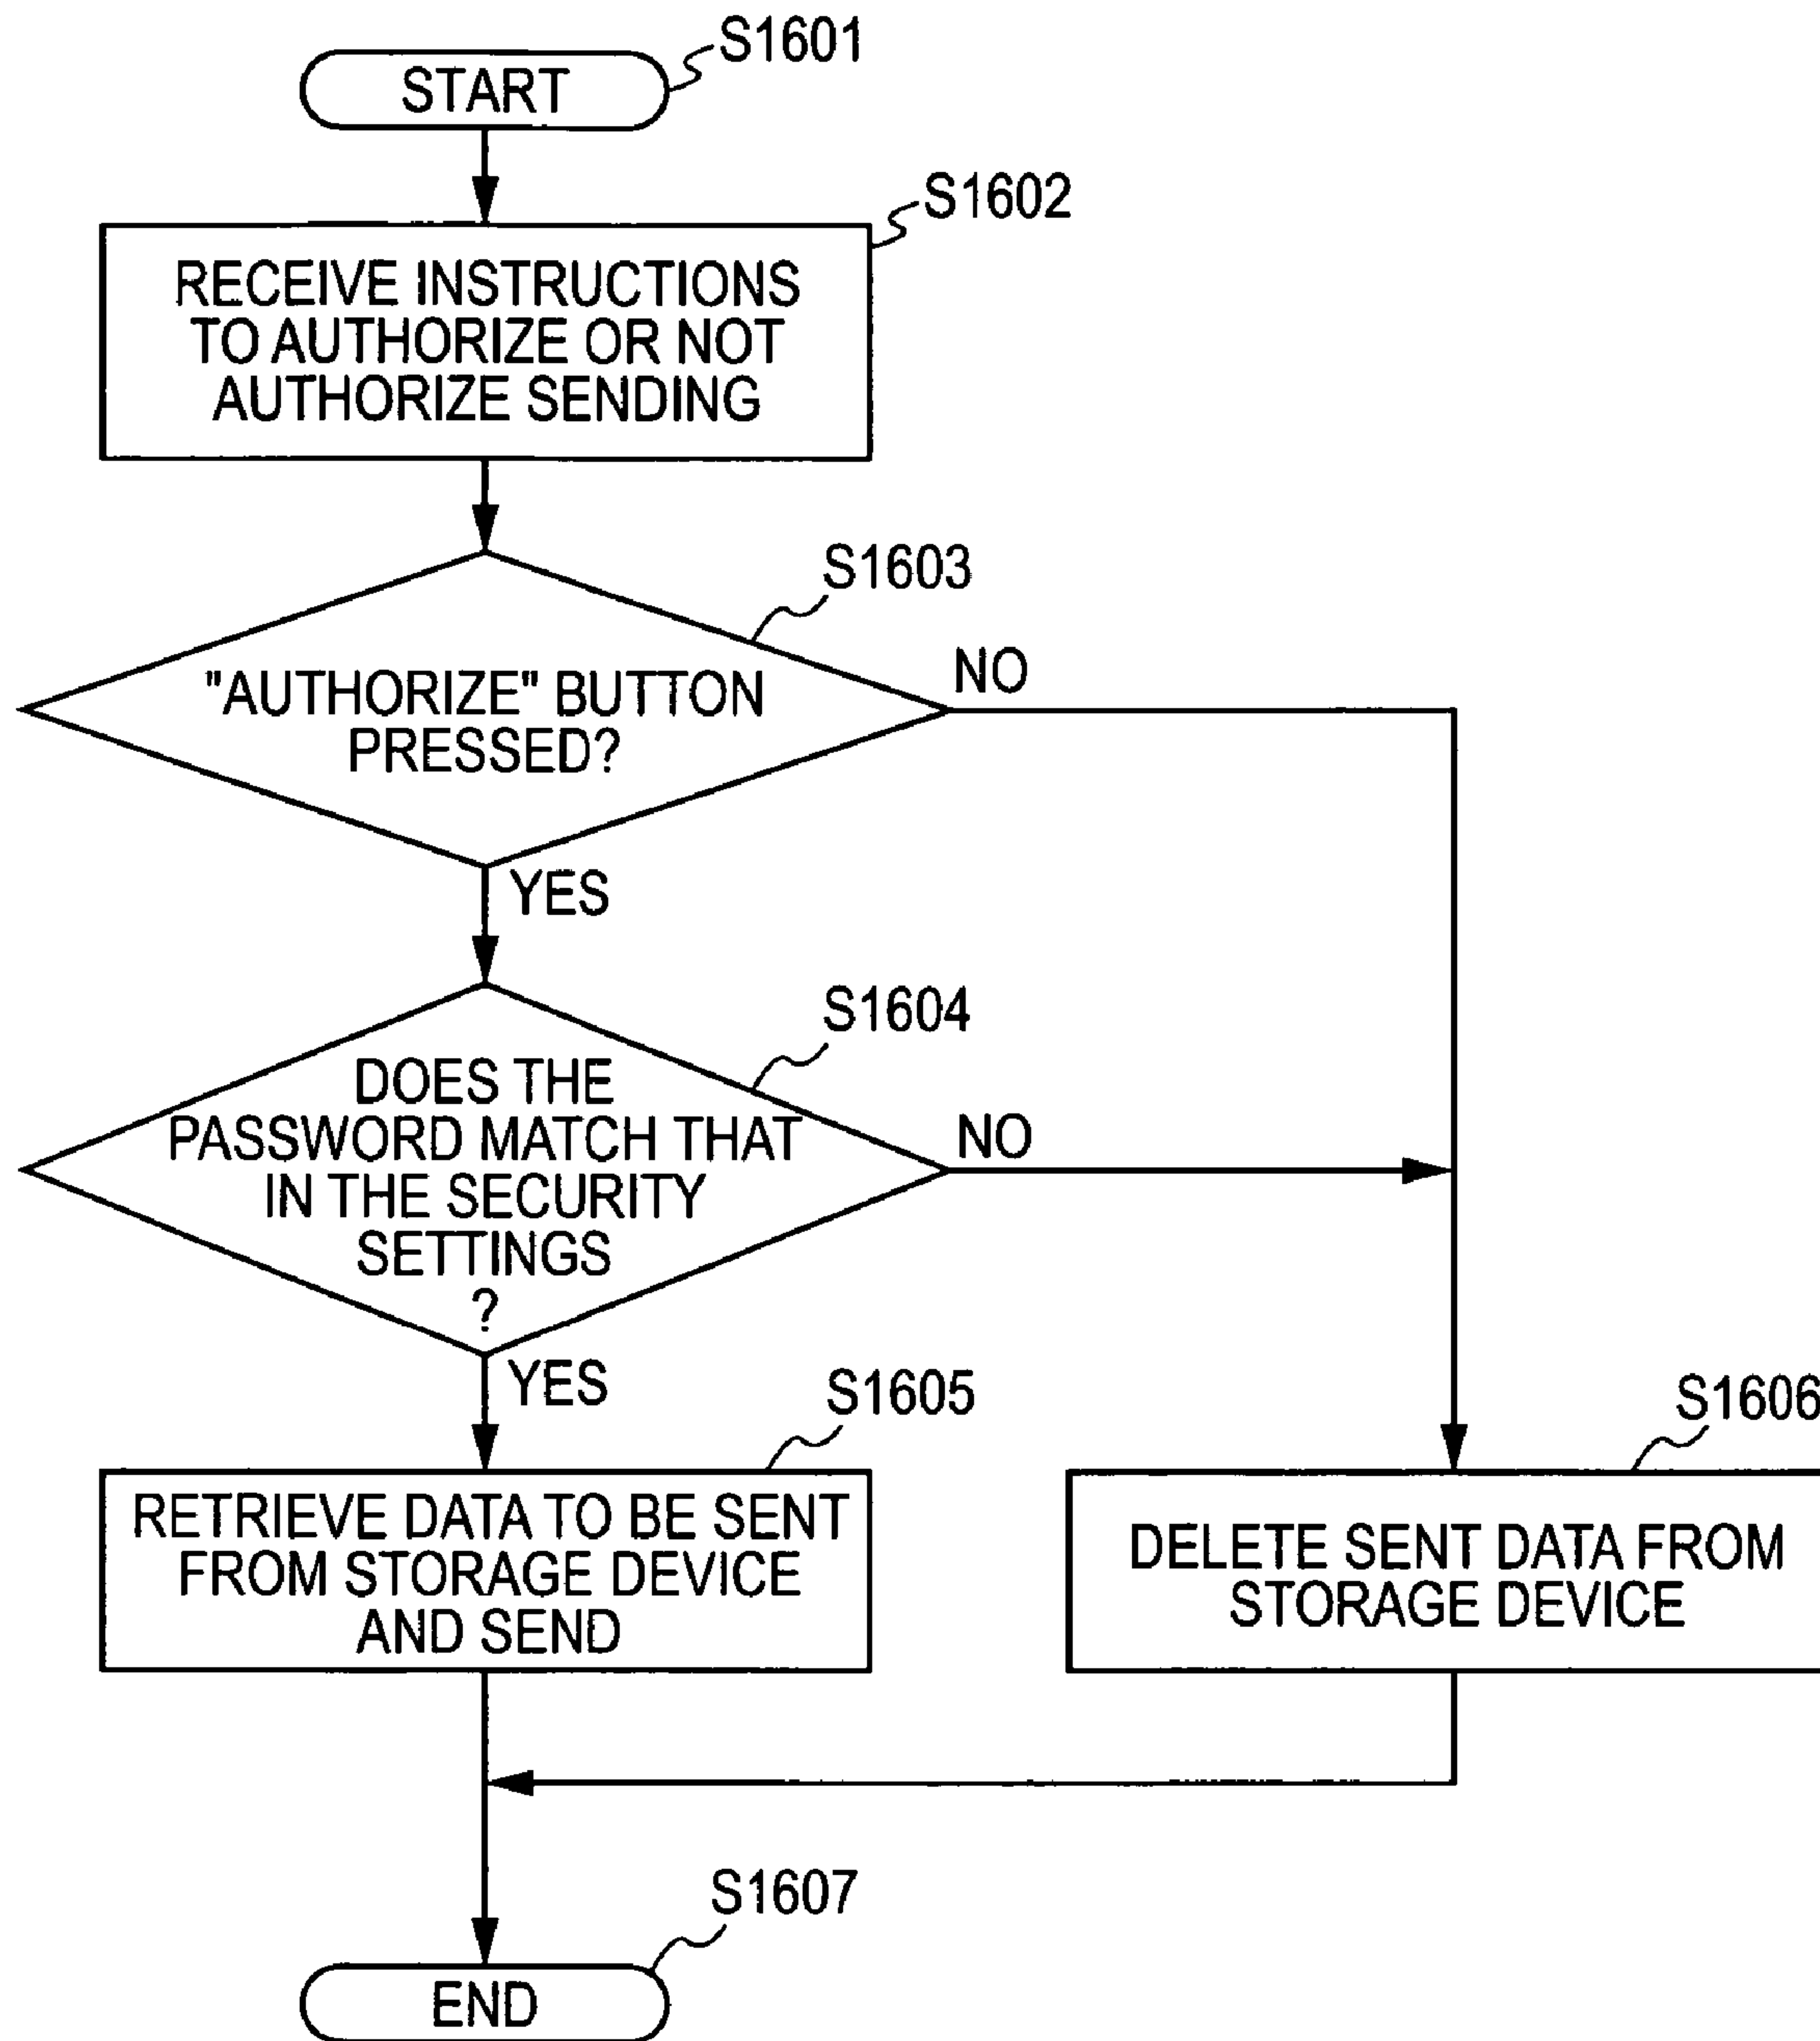 S1601
START
S1602
RECEIVE INSTRUCTIONS
TO AUTHORIZE OR NOT
AUTHORIZE SENDING
S1603
"AUTHORIZE" BUTTON
PRESSED?
NO
YES
S1604
DOES THE
PASSWORD MATCH THAT
IN THE SECURITY
SETTINGS
?
NO
YES
S1605
RETRIEVE DATA TO BE SENT
FROM STORAGE DEVICE
AND SEND
S1606
DELETE SENT DATA FROM
STORAGE DEVICE
S1607
END